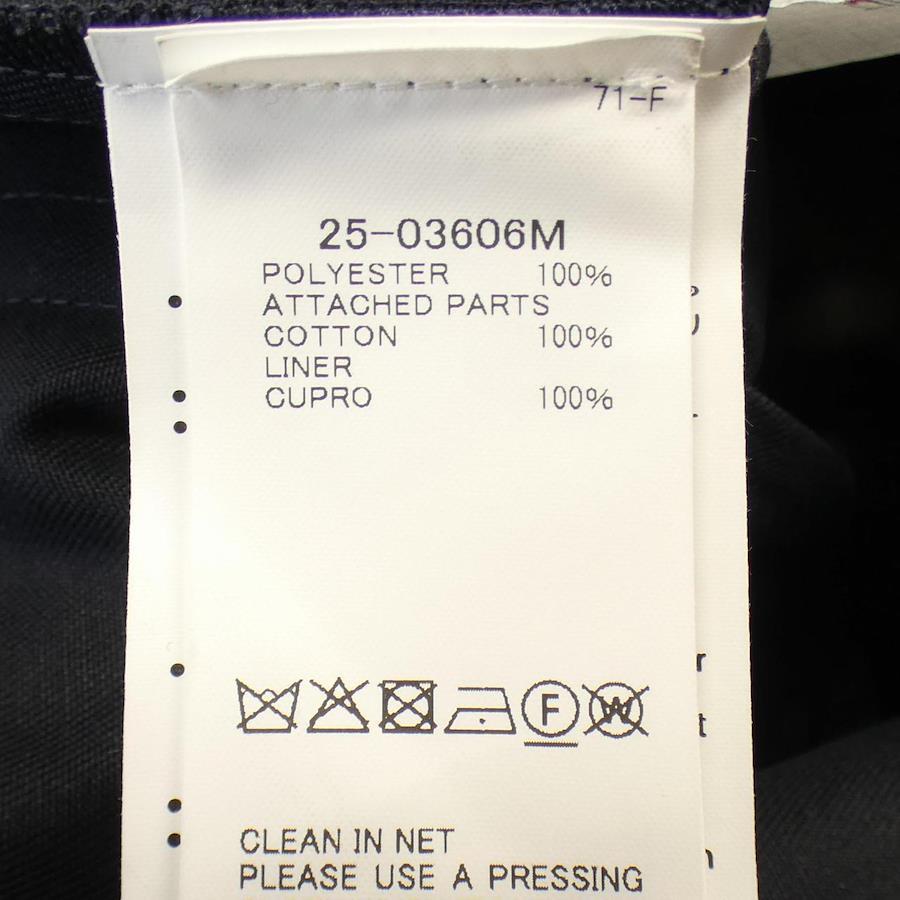 71-F
25-03606M
POLYESTER 100%
ATTACHED PARTS
COTTON 100%
LINER
CUPRO 100%
F W
CLEAN IN NET
PLEASE USE A PRESSING